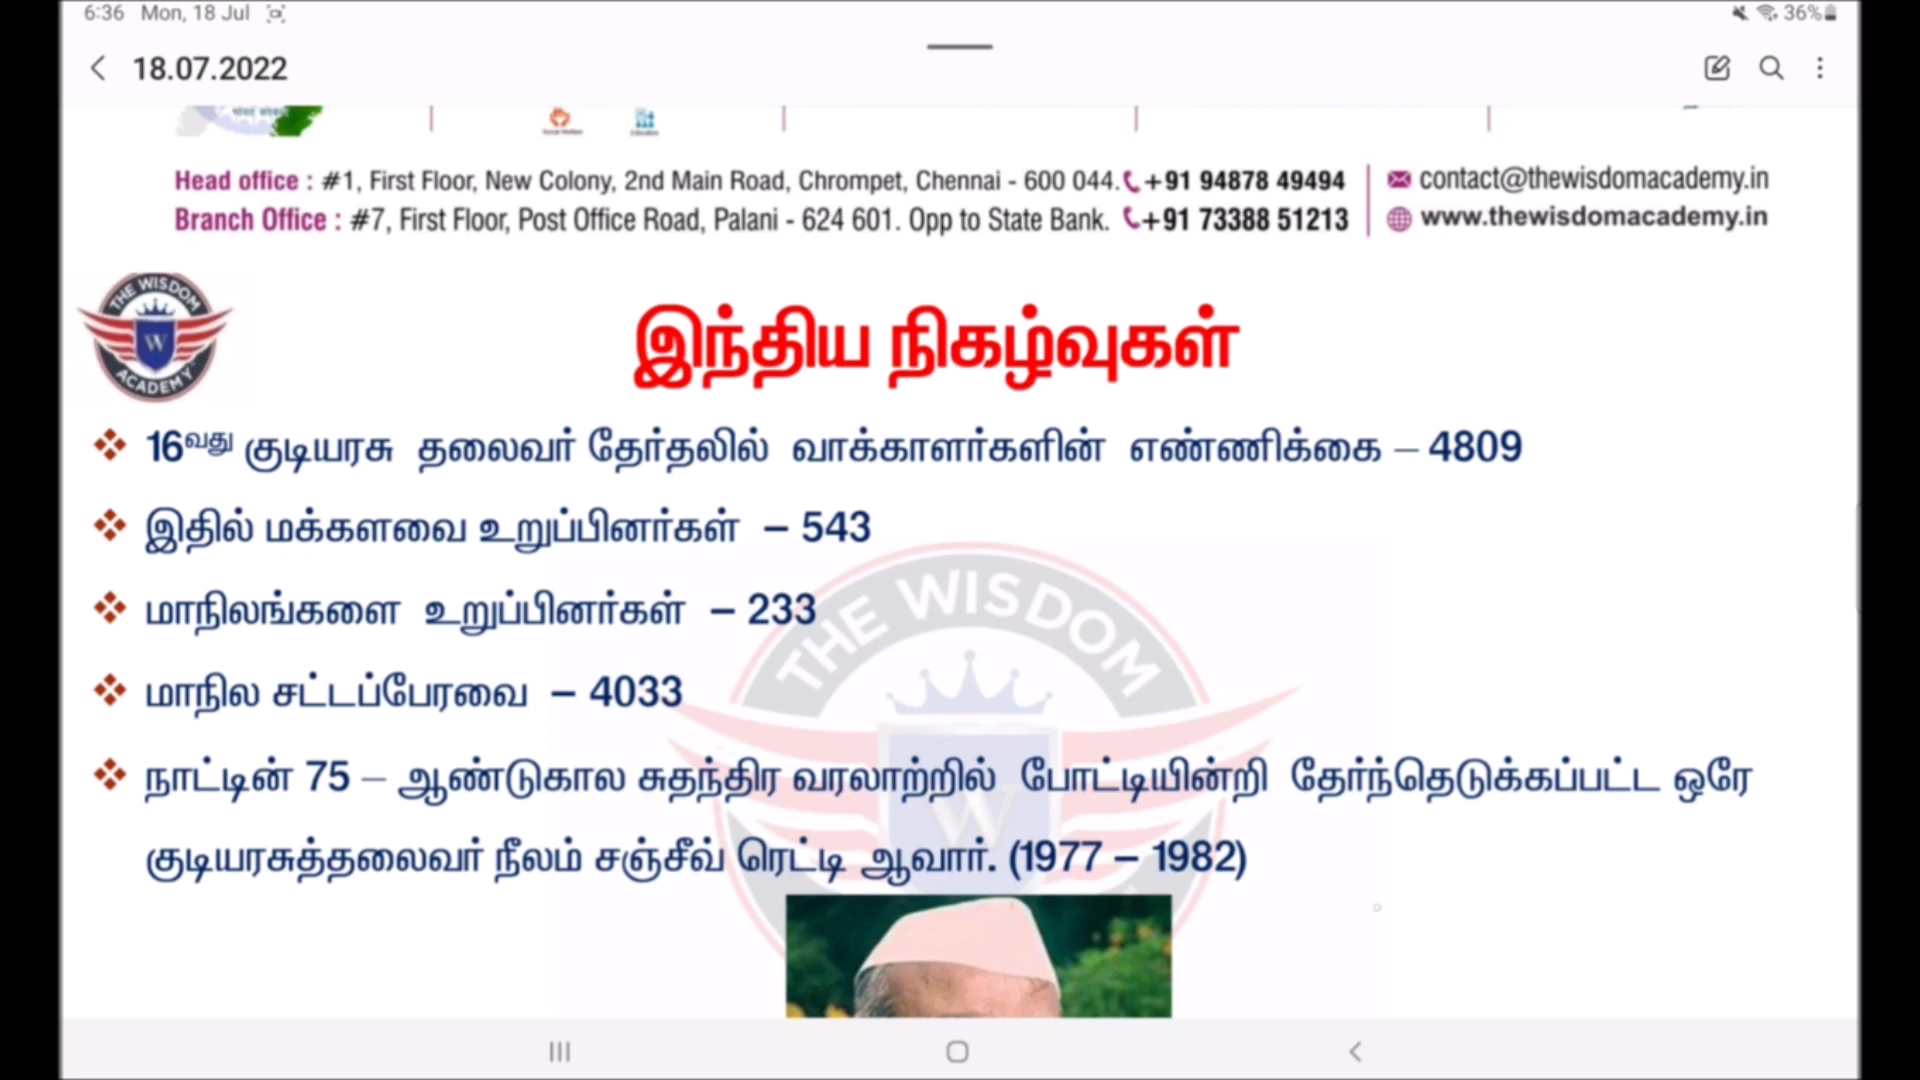 6:36 Mon, 18 Jul 36%
18.07.2022
Head office : #1, First Floor, New Colony, 2nd Main Road, Chrompet, Chennai - 600 044. +91 94878 49494 contact@thewisdomacademy.in
Branch Office : #7, First Floor, Post Office Road, Palani - 624 601. Opp to State Bank. +91 73388 51213 www.thewisdomacademy.in
THE WISDOM
W
ACADEMY
இந்திய நிகழ்வுகள்
❖ 16வது குடியரசு தலைவர் தேர்தலில் வாக்காளர்களின் எண்ணிக்கை – 4809
❖ இதில் மக்களவை உறுப்பினர்கள் – 543
❖ மாநிலங்களை உறுப்பினர்கள் – 233
❖ மாநில சட்டப்பேரவை – 4033
❖ நாட்டின் 75 – ஆண்டுகால சுதந்திர வரலாற்றில் போட்டியின்றி தேர்ந்தெடுக்கப்பட்ட ஒரே
குடியரசுத்தலைவர் நீலம் சஞ்சீவ் ரெட்டி ஆவார். (1977 – 1982)
THE WISDOM
W